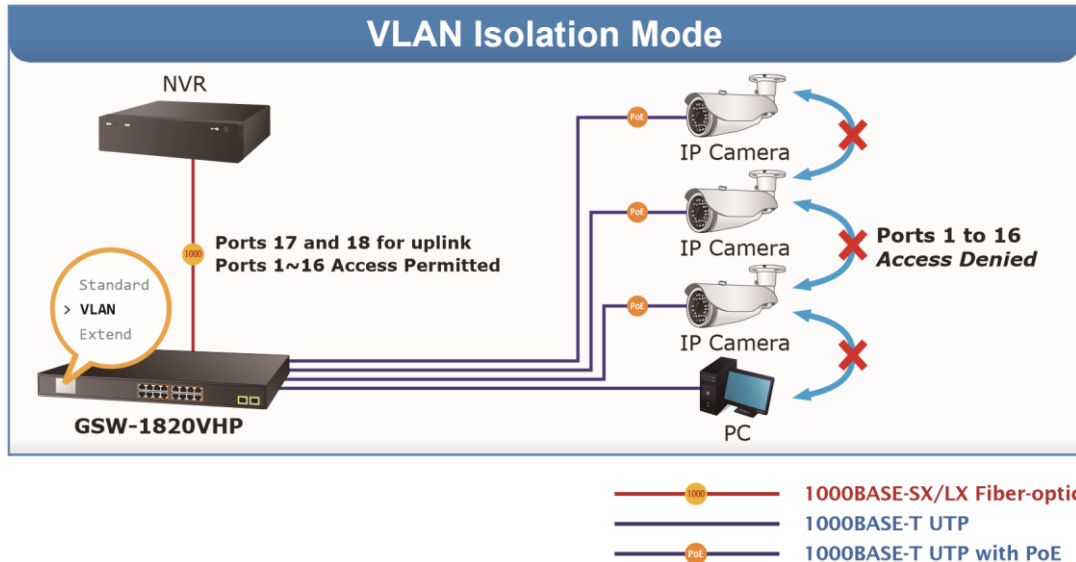 VLAN Isolation Mode
NVR
PoE
IP Camera
1000
Ports 17 and 18 for uplink
Ports 1~16 Access Permitted
PoE
IP Camera
Ports 1 to 16
Access Denied
Standard
> VLAN
Extend
PoE
IP Camera
GSW-1820VHP
PC
1000
1000BASE-SX/LX Fiber-optic
1000BASE-T UTP
PoE
1000BASE-T UTP with PoE